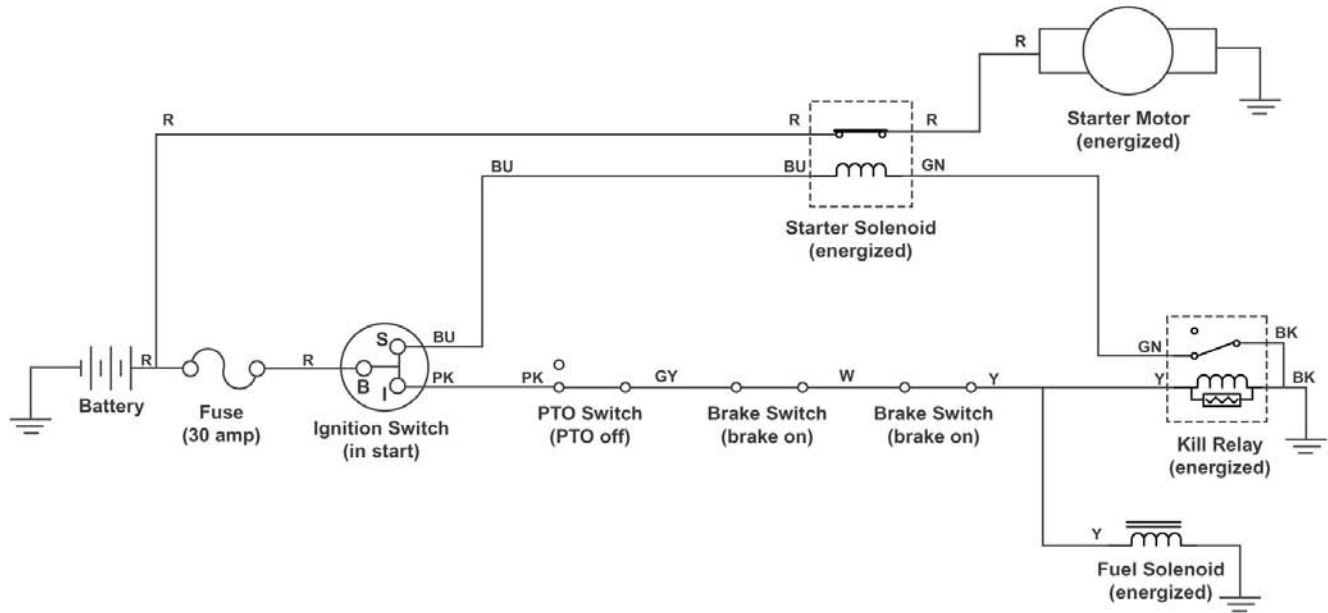 R
Starter Motor
(energized)
R
R
R
BU
BU
GN
Starter Solenoid
(energized)
R
Battery
Fuse
(30 amp)
R
S
B
I
BU
PK
Ignition Switch
(in start)
PK
GY
W
Y
PTO Switch
(PTO off)
Brake Switch
(brake on)
Brake Switch
(brake on)
GN
BK
Y
BK
Kill Relay
(energized)
Y
Fuel Solenoid
(energized)